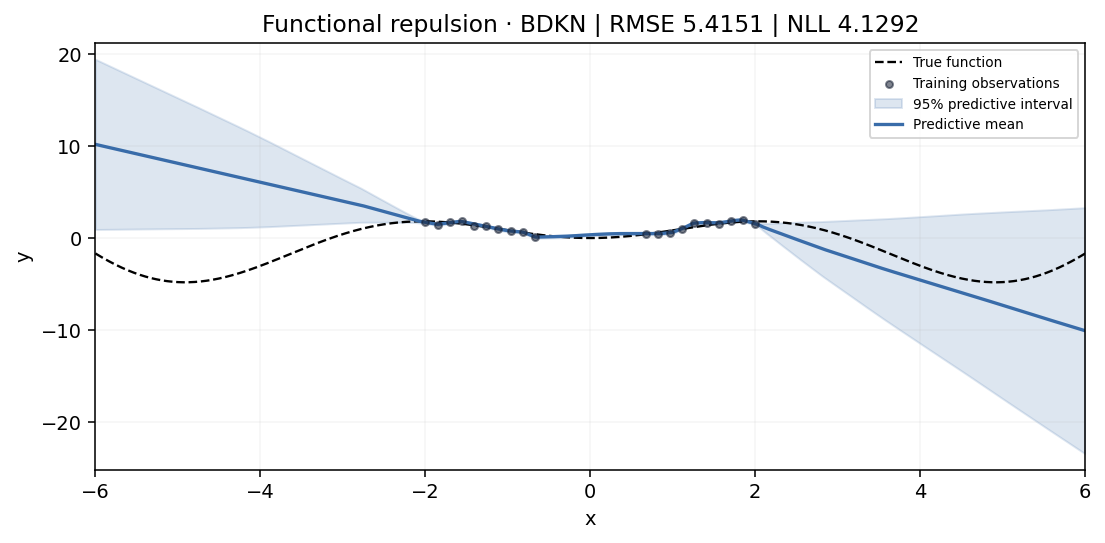 Functional repulsion · BDKN | RMSE 5.4151 | NLL 4.1292
True function
Training observations
95% predictive interval
Predictive mean
20
10
0
−10
−20
y
−6
−4
−2
0
2
4
6
x